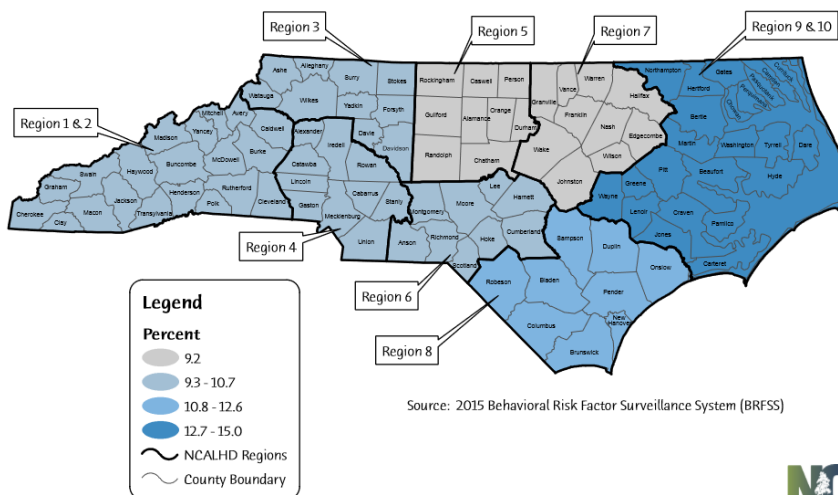 Region 3
Region 5
Region 7
Region 9 & 10
Region 1 & 2
Region 4
Region 6
Region 8
Ashe
Alleghany
Surry
Stokes
Rockingham
Caswell
Person
Vance
Warren
Northampton
Gates
Hertford
Watauga
Wilkes
Yadkin
Forsyth
Granville
Halifax
Mitchell
Avery
Guilford
Alamance
Orange
Durham
Franklin
Bertie
Madison
Yancey
Caldwell
Alexander
Iredell
Davie
Davidson
Nash
Edgecombe
Martin
Washington
Tyrrell
Dare
Swain
Haywood
Buncombe
McDowell
Burke
Catawba
Rowan
Randolph
Chatham
Wake
Wilson
Pitt
Beaufort
Hyde
Graham
Jackson
Henderson
Rutherford
Lincoln
Cabarrus
Stanly
Lee
Harnett
Johnston
Wayne
Greene
Cherokee
Clay
Macon
Transylvania
Polk
Cleveland
Gaston
Mecklenburg
Montgomery
Moore
Lenoir
Craven
Pamlico
Union
Anson
Richmond
Hoke
Cumberland
Scotland
Sampson
Duplin
Jones
Onslow
Carteret
Robeson
Bladen
Pender
Columbus
New
Hanover
Brunswick
Legend
Percent
9.2
9.3 - 10.7
10.8 - 12.6
12.7 - 15.0
NCALHD Regions
County Boundary
Source: 2015 Behavioral Risk Factor Surveillance System (BRFSS)